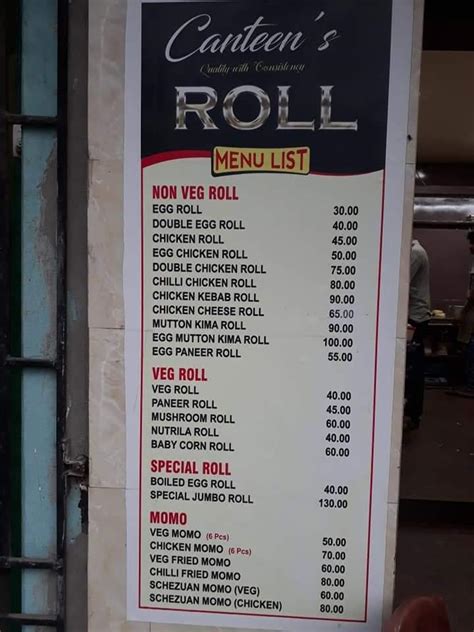 Canteen's
Quality with Consistency
ROLL
MENU LIST
NON VEG ROLL
EGG ROLL 30.00
DOUBLE EGG ROLL 40.00
CHICKEN ROLL 45.00
EGG CHICKEN ROLL 50.00
DOUBLE CHICKEN ROLL 75.00
CHILLI CHICKEN ROLL 80.00
CHICKEN KEBAB ROLL 90.00
CHICKEN CHEESE ROLL 65.00
MUTTON KIMA ROLL 90.00
EGG MUTTON KIMA ROLL 100.00
EGG PANEER ROLL 55.00
VEG ROLL
VEG ROLL 40.00
PANEER ROLL 45.00
MUSHROOM ROLL 60.00
NUTRILA ROLL 40.00
BABY CORN ROLL 60.00
SPECIAL ROLL
BOILED EGG ROLL 40.00
SPECIAL JUMBO ROLL 130.00
MOMO
VEG MOMO (6 Pcs) 50.00
CHICKEN MOMO (6 Pcs) 70.00
VEG FRIED MOMO 60.00
CHILLI FRIED MOMO 80.00
SCHEZUAN MOMO (VEG) 60.00
SCHEZUAN MOMO (CHICKEN) 80.00